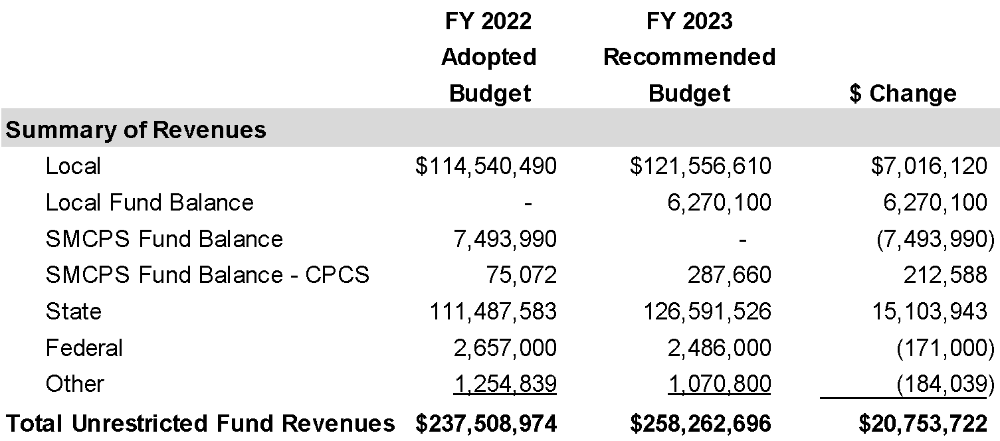 FY 2022 FY 2023
Adopted Recommended
Budget Budget $ Change
Summary of Revenues
Local $114,540,490 $121,556,610 $7,016,120
Local Fund Balance - 6,270,100 6,270,100
SMCPS Fund Balance 7,493,990 - (7,493,990)
SMCPS Fund Balance - CPCS 75,072 287,660 212,588
State 111,487,583 126,591,526 15,103,943
Federal 2,657,000 2,486,000 (171,000)
Other 1,254,839 1,070,800 (184,039)
Total Unrestricted Fund Revenues $237,508,974 $258,262,696 $20,753,722